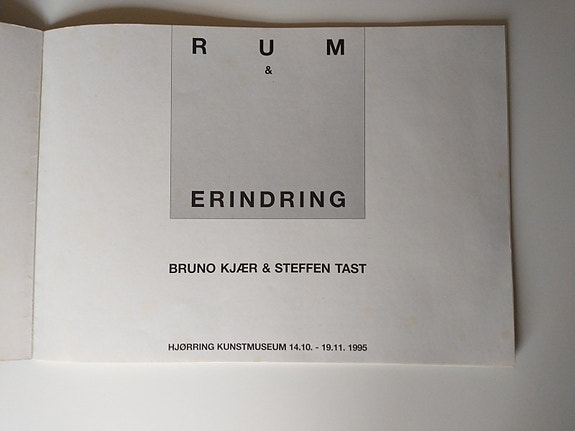 R U M
&
ERINDRING
BRUNO KJÆR & STEFFEN TAST
HJØRRING KUNSTMUSEUM 14.10. - 19.11. 1995